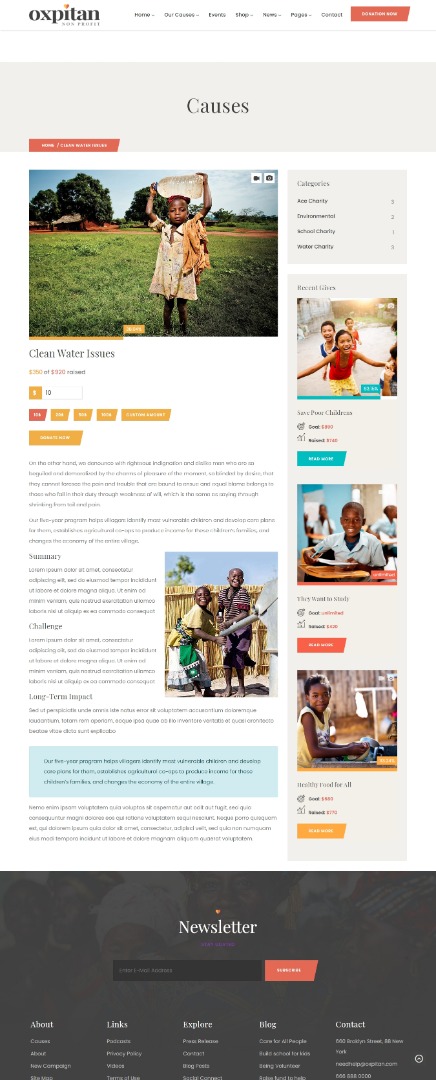 oxpitan
NON PROFIT
Home
Our Causes
Events
Shop
News
Pages
Contact
DONATION NOW
Causes
HOME / CLEAN WATER ISSUES
Clean Water Issues
of $920 raised
$
10
CUSTOM AMOUNT
DONATE NOW
On the other hand, we denounce with righteous indignation and dislike men who are so
beguiled and demoralized by the charms of pleasure of the moment, so blinded by desire, that
they cannot foresee the pain and trouble that are bound to ensue and equal blame belongs to
those who fail in their duty through weakness of will, which is the same as saying through
shrinking from toil and pain.
Our five-year program helps villagers identify most vulnerable children and develop care plans
for them, establishes agricultural co-ops to produce income for these children's families, and
changes the economy of the entire village.
Summary
Lorem ipsum dolor sit amet, consectetur
adipiscing elit, sed do eiusmod tempor incididunt
ut labore et dolore magna aliqua. Ut enim ad
minim veniam, quis nostrud exercitation ullamco
laboris nisi ut aliquip ex ea commodo consequat
Challenge
Lorem ipsum dolor sit amet, consectetur
adipiscing elit, sed do eiusmod tempor incididunt
ut labore et dolore magna aliqua. Ut enim ad
minim veniam, quis nostrud exercitation ullamco
laboris nisi ut aliquip ex ea commodo consequat
Long-Term Impact
Sed ut perspiciatis unde omnis iste natus error sit voluptatem accusantium doloremque
laudantium, totam rem aperiam, eaque ipsa quae ab illo inventore veritatis et quasi architecto
beatae vitae dicta sunt explicabo
Our five-year program helps villagers identify most vulnerable children and develop
care plans for them, establishes agricultural co-ops to produce income for those
children's families, and changes the economy of the entire village.
Nemo enim ipsam voluptatem quia voluptas sit aspernatur aut odit aut fugit, sed quia
consequuntur magni dolores eos qui ratione voluptatem sequi nesciunt. Neque porro quisquam
est, qui dolorem ipsum quia dolor sit amet, consectetur, adipisci velit, sed quia non numquam
eius modi tempora incidunt ut labore et dolore magnam aliquam quaerat voluptatem.
Categories
Ace Charity
Environmental
2
School Charity
1
Water Charity
3
Recent Gives
Save Poor Childrens
Goal: $890
Raised: $740
READ MORE
They Want to Study
Goal: unlimited
Raised:
READ MORE
Healthy Food for All
Goal:
Raised: $770
READ MORE
Newsletter
Enter E-mail Address
SUBSCRIBE
About
Causes
About
New Campaign
Site Map
Links
Podcasts
Privacy Policy
Videos
Terms of Use
Explore
Press Release
Contact
Blog Posts
Social Connect
Blog
Care for All People
Build school for kids
Being Volunteer
Raise fund to help
Contact
660 Broklyn Street, 88 New
York
needhelp@oxpitan.com
666 888 0000